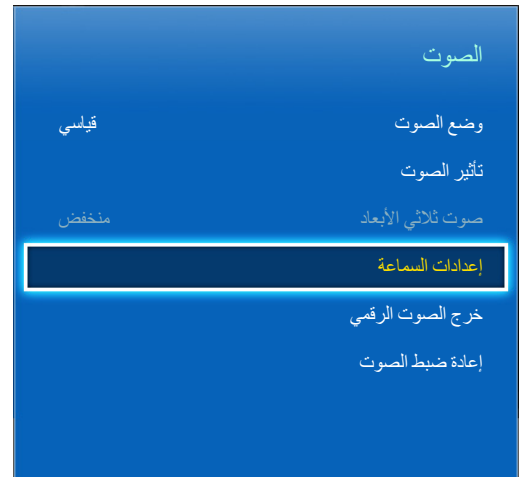 الصوت
وضع الصوت قياسي
تأثير الصوت
صوت ثلاثي الأبعاد منخفض
إعدادات السماعة
خرج الصوت الرقمي
إعادة ضبط الصوت